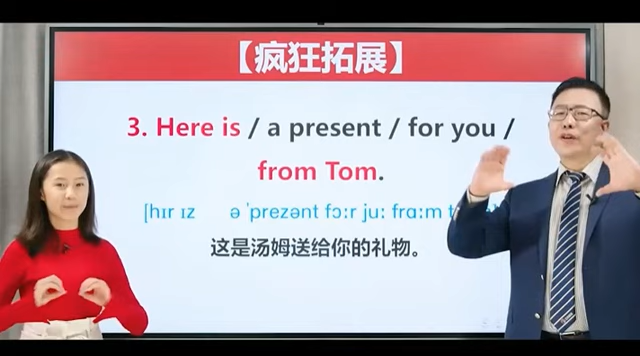 【疯狂拓展】
3. Here is / a present / for you /
from Tom.
[hɪr ɪz ə ˈprezənt fɔːr juː frɑːm
这是汤姆送给你的礼物。